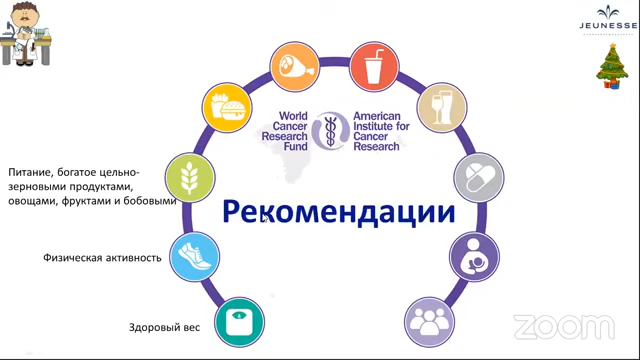 JEUNESSE
World
Cancer
Research
Fund
American
Institute for
Cancer
Research
Питание, богатое цельно-
зерновыми продуктами,
овощами, фруктами и бобовыми
Рекомендации
Физическая активность
Здоровый вес
zoom